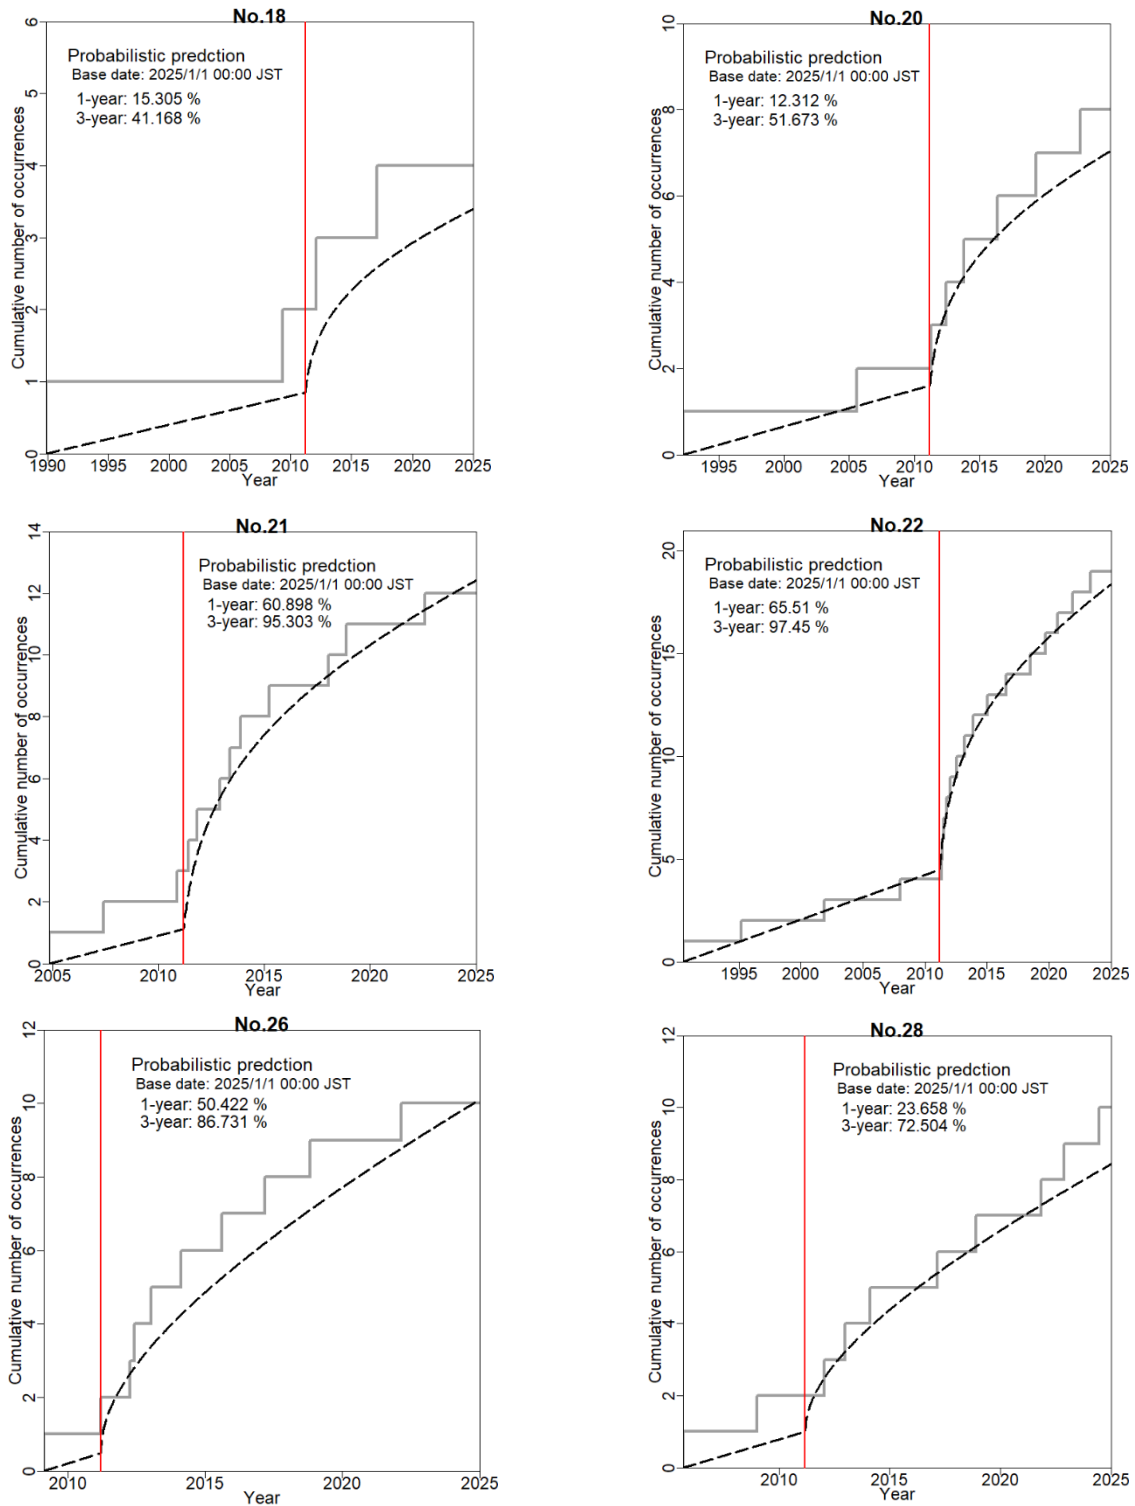 No.18
Probabilistic predction
Base date: 2025/1/1 00:00 JST
1-year: 15.305 %
3-year: 41.168 %
Cumulative number of occurrences
0 1 2 3 4 5 6
1990 1995 2000 2005 2010 2015 2020 2025
Year
No.20
Probabilistic predction
Base date: 2025/1/1 00:00 JST
1-year: 12.312 %
3-year: 51.673 %
Cumulative number of occurrences
0 2 4 6 8 10
1995 2000 2005 2010 2015 2020 2025
Year
No.21
Probabilistic predction
Base date: 2025/1/1 00:00 JST
1-year: 60.898 %
3-year: 95.303 %
Cumulative number of occurrences
0 2 4 6 8 10 12 14
2005 2010 2015 2020 2025
Year
No.22
Probabilistic predction
Base date: 2025/1/1 00:00 JST
1-year: 65.51 %
3-year: 97.45 %
Cumulative number of occurrences
0 5 10 15 20
1995 2000 2005 2010 2015 2020 2025
Year
No.26
Probabilistic predction
Base date: 2025/1/1 00:00 JST
1-year: 50.422 %
3-year: 86.731 %
Cumulative number of occurrences
0 2 4 6 8 10 12
2010 2015 2020 2025
Year
No.28
Probabilistic predction
Base date: 2025/1/1 00:00 JST
1-year: 23.658 %
3-year: 72.504 %
Cumulative number of occurrences
0 2 4 6 8 10 12
2010 2015 2020 2025
Year